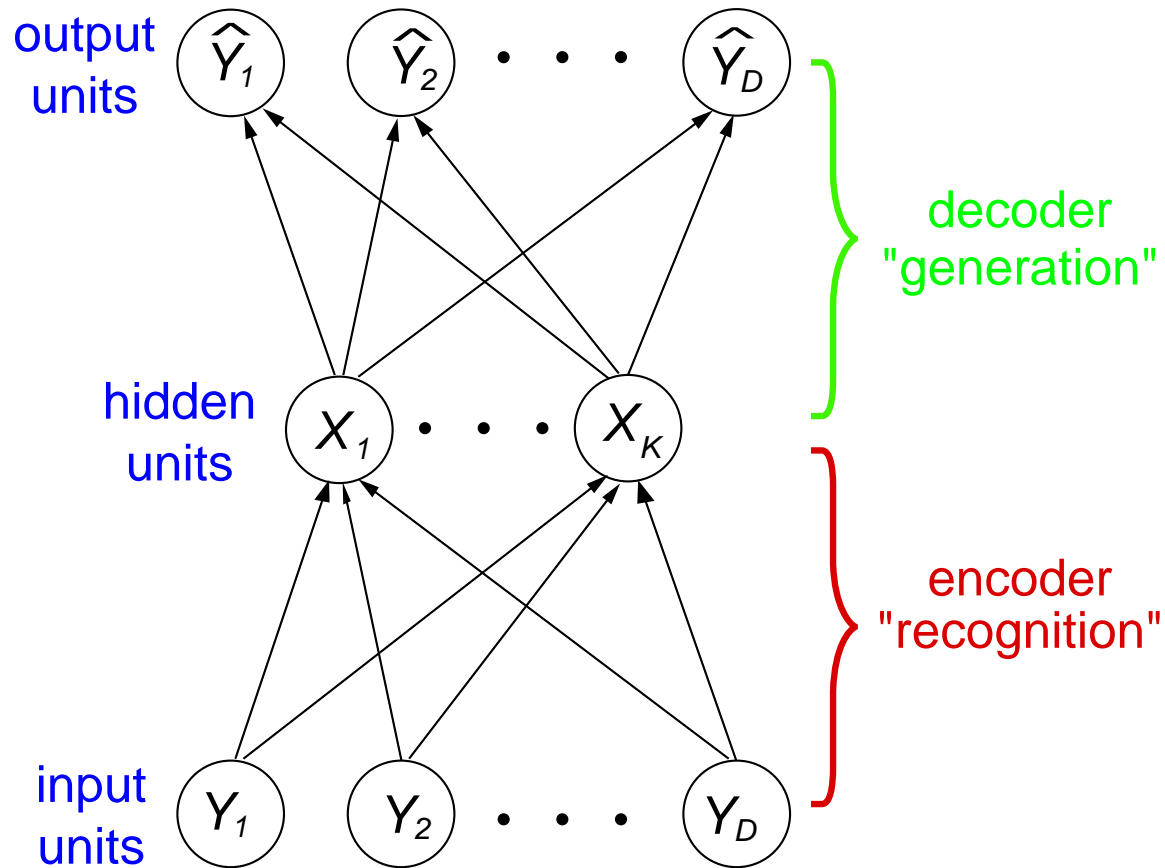 output
units
Ŷ1 Ŷ2 • • • ŶD
decoder
"generation"
hidden
units
X1 • • • XK
encoder
"recognition"
input
units
Y1 Y2 • • • YD